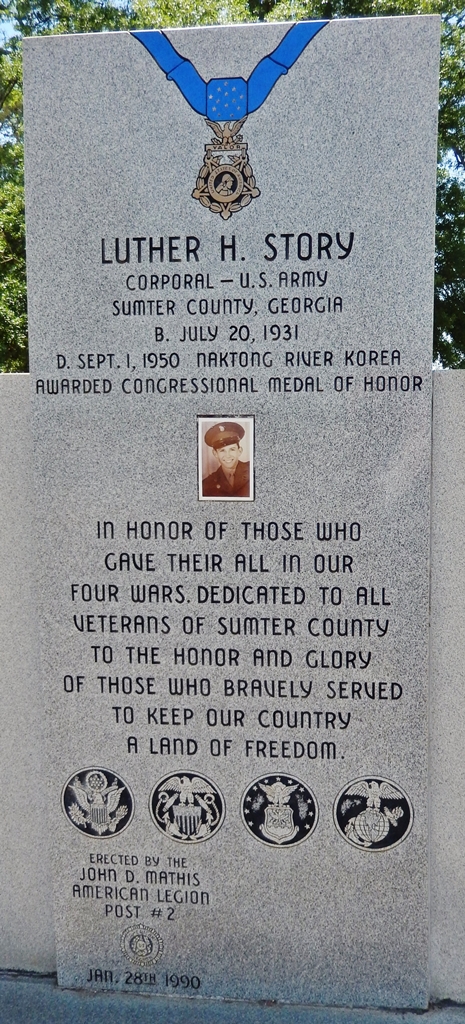 VALOR
LUTHER H. STORY
CORPORAL – U.S. ARMY
SUMTER COUNTY, GEORGIA
B. JULY 20, 1931
D. SEPT. 1, 1950 NAKTONG RIVER KOREA
AWARDED CONGRESSIONAL MEDAL OF HONOR
IN HONOR OF THOSE WHO
GAVE THEIR ALL IN OUR
FOUR WARS. DEDICATED TO ALL
VETERANS OF SUMTER COUNTY
TO THE HONOR AND GLORY
OF THOSE WHO BRAVELY SERVED
TO KEEP OUR COUNTRY
A LAND OF FREEDOM.
ERECTED BY THE
JOHN D. MATHIS
AMERICAN LEGION
POST # 2
JAN. 28TH 1990